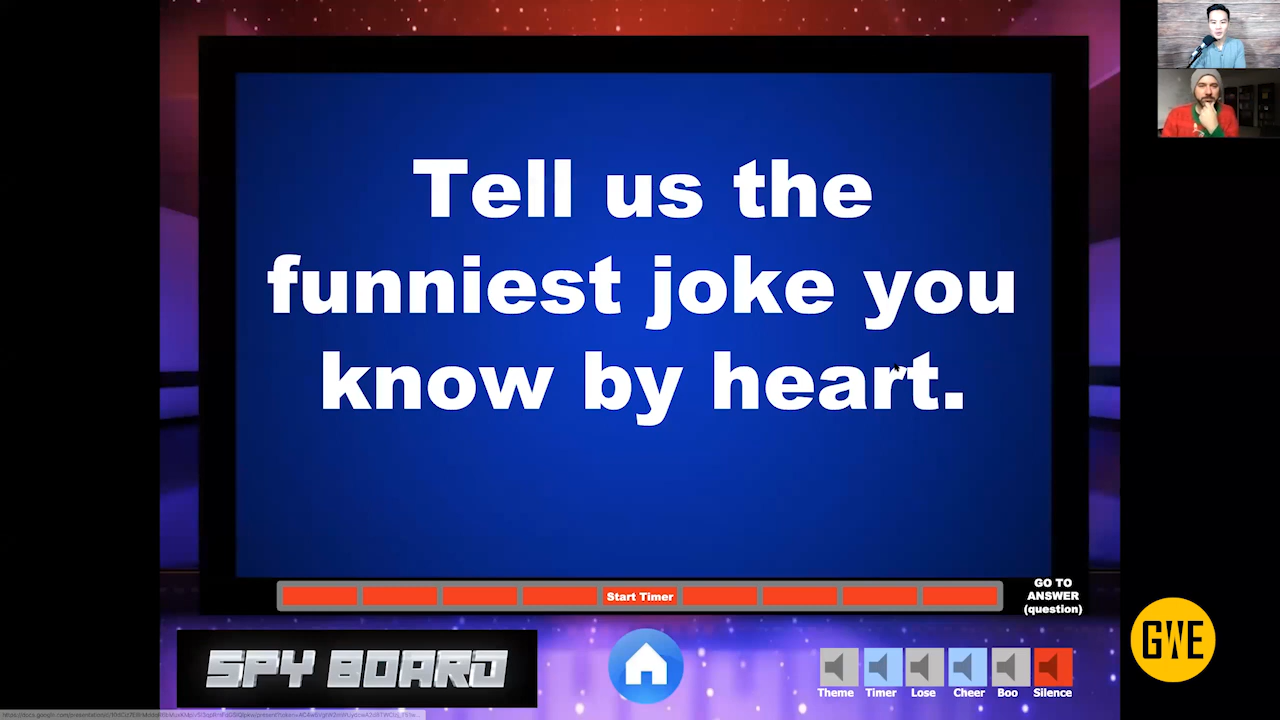 Tell us the
funniest joke you
know by heart.
Start Timer
GO TO
ANSWER
(question)
SPY BOARD
Theme
Timer
Lose
Cheer
Boo
Silence
GWE